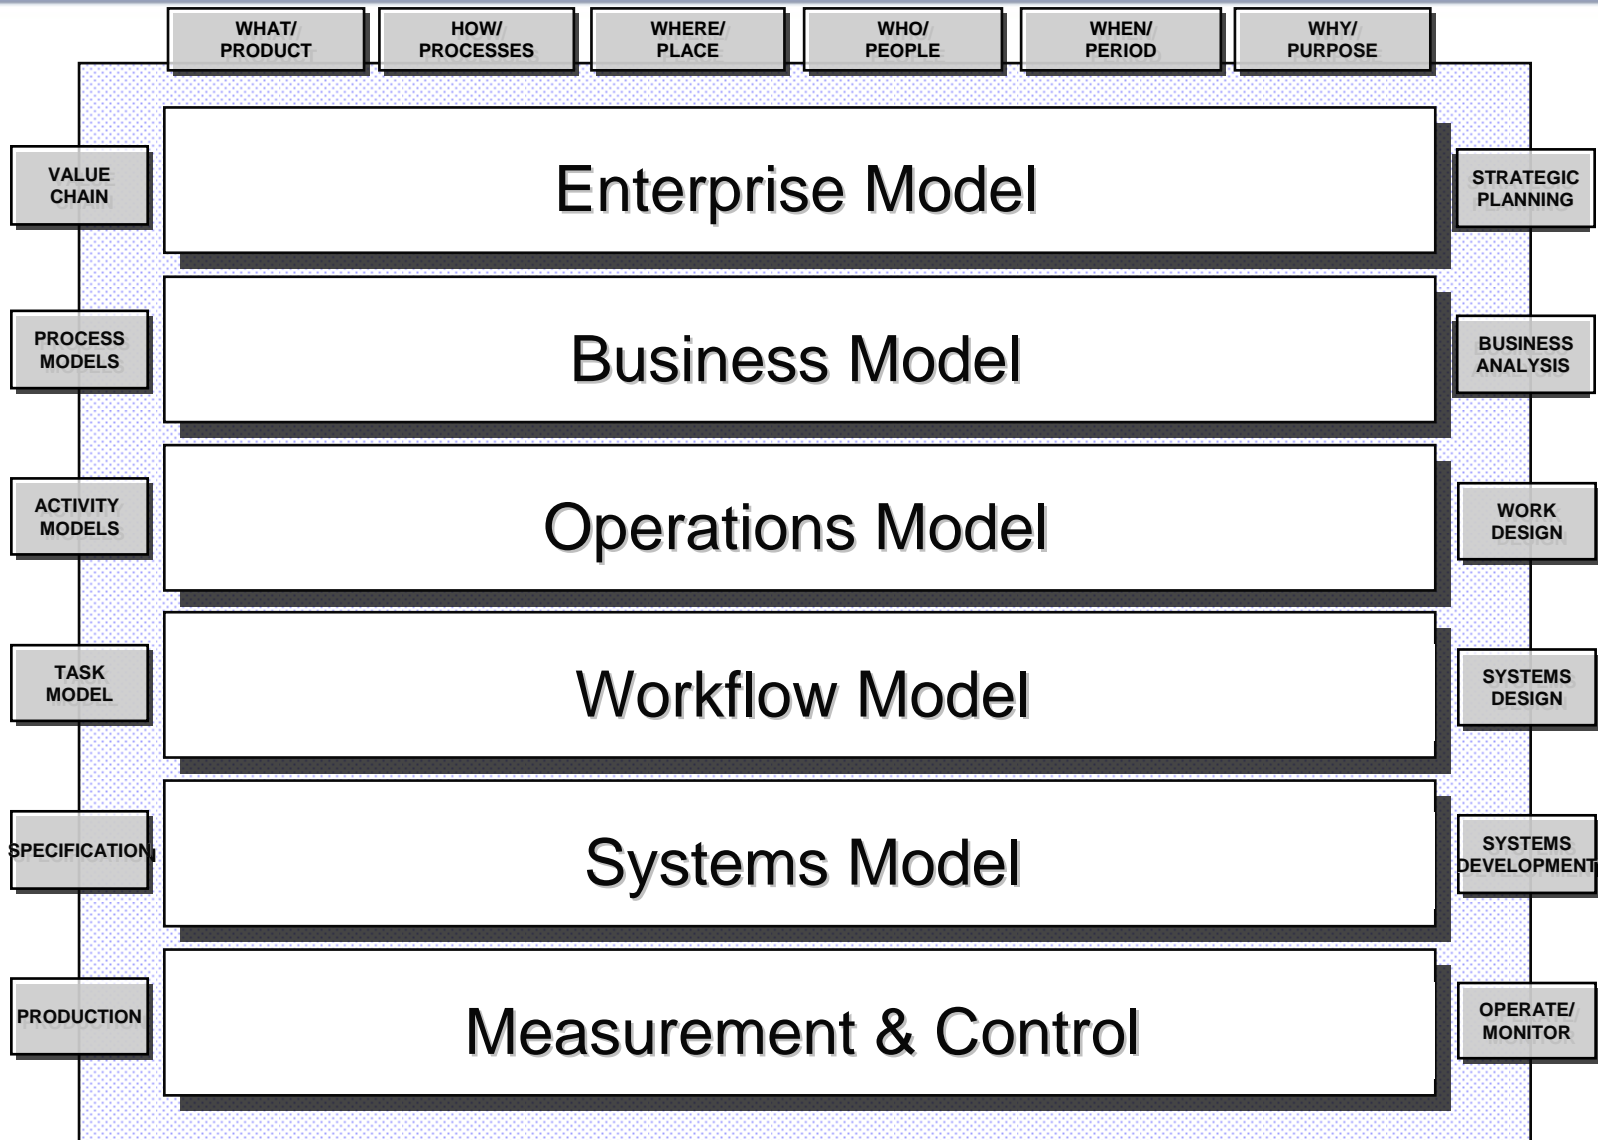 WHAT/
PRODUCT
HOW/
PROCESSES
WHERE/
PLACE
WHO/
PEOPLE
WHEN/
PERIOD
WHY/
PURPOSE
VALUE
CHAIN
Enterprise Model
STRATEGIC
PLANNING
PROCESS
MODELS
Business Model
BUSINESS
ANALYSIS
ACTIVITY
MODELS
Operations Model
WORK
DESIGN
TASK
MODEL
Workflow Model
SYSTEMS
DESIGN
SPECIFICATION
Systems Model
SYSTEMS
DEVELOPMENT
PRODUCTION
Measurement & Control
OPERATE/
MONITOR